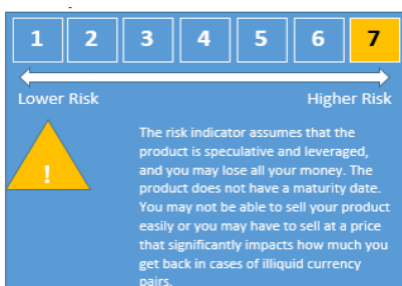 1 2 3 4 5 6 7
Lower Risk Higher Risk
!
The risk indicator assumes that the
product is speculative and leveraged,
and you may lose all your money. The
product does not have a maturity date.
You may not be able to sell your product
easily or you may have to sell at a price
that significantly impacts how much you
get back in cases of illiquid currency
pairs.